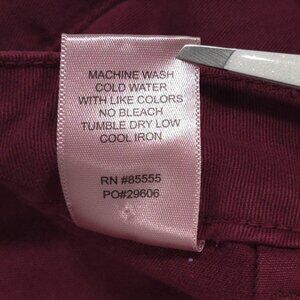 MACHINE WASH
COLD WATER
WITH LIKE COLORS
NO BLEACH
TUMBLE DRY LOW
COOL IRON
RN #85555
PO#29606